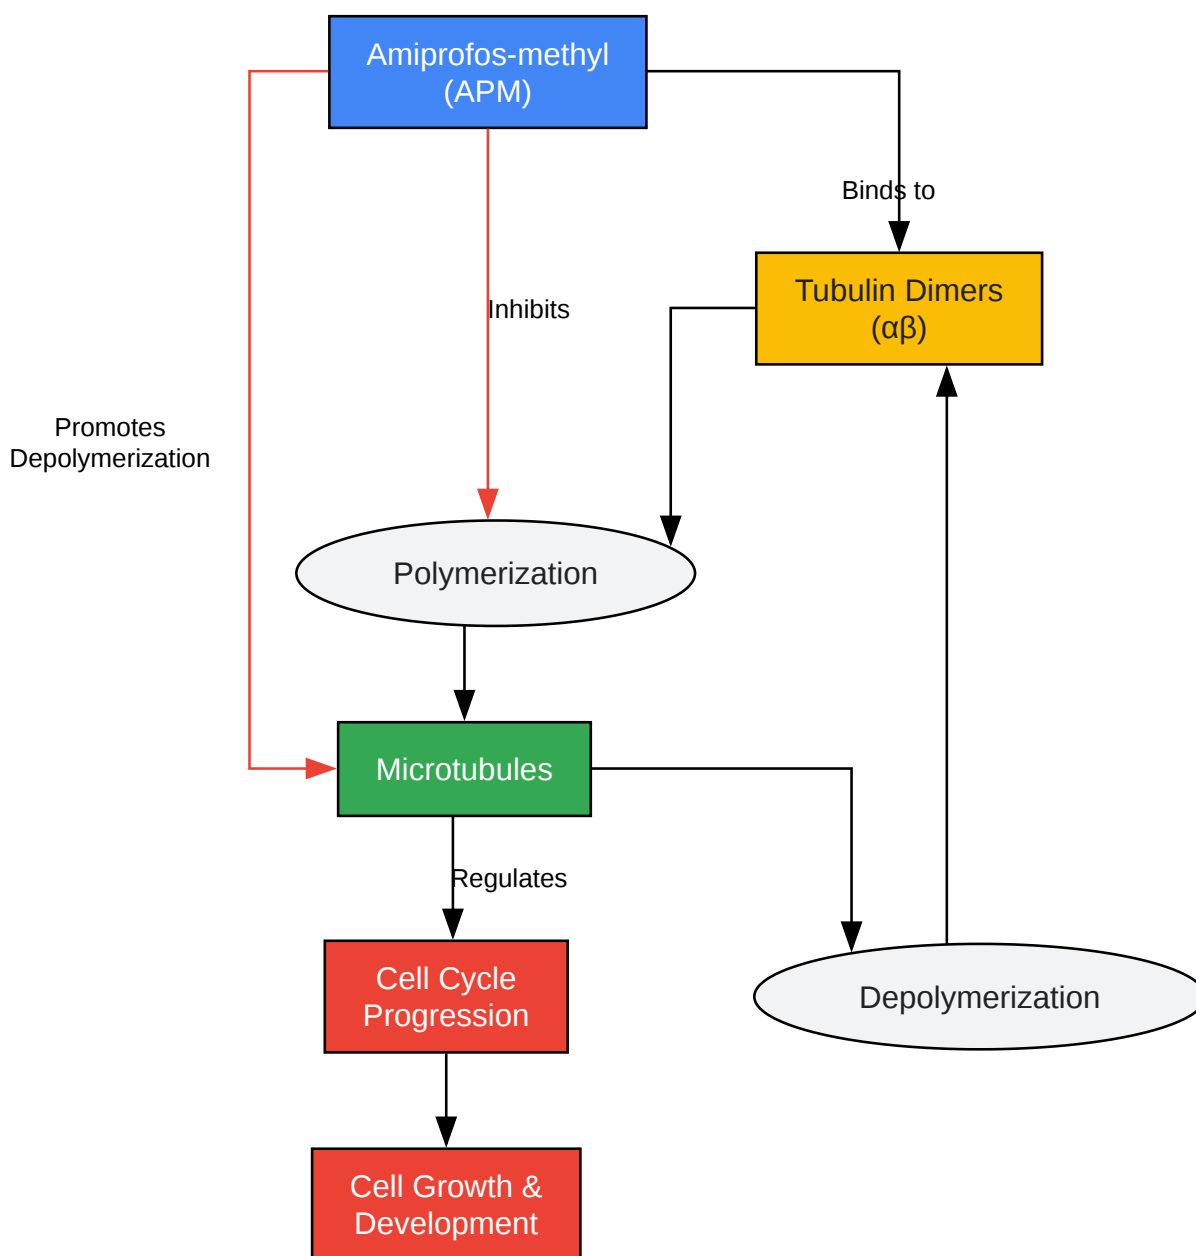 Amiprofos-methyl
(APM)
Binds to
Tubulin Dimers
(αβ)
Inhibits
Promotes
Depolymerization
Polymerization
Microtubules
Regulates
Cell Cycle
Progression
Depolymerization
Cell Growth &
Development